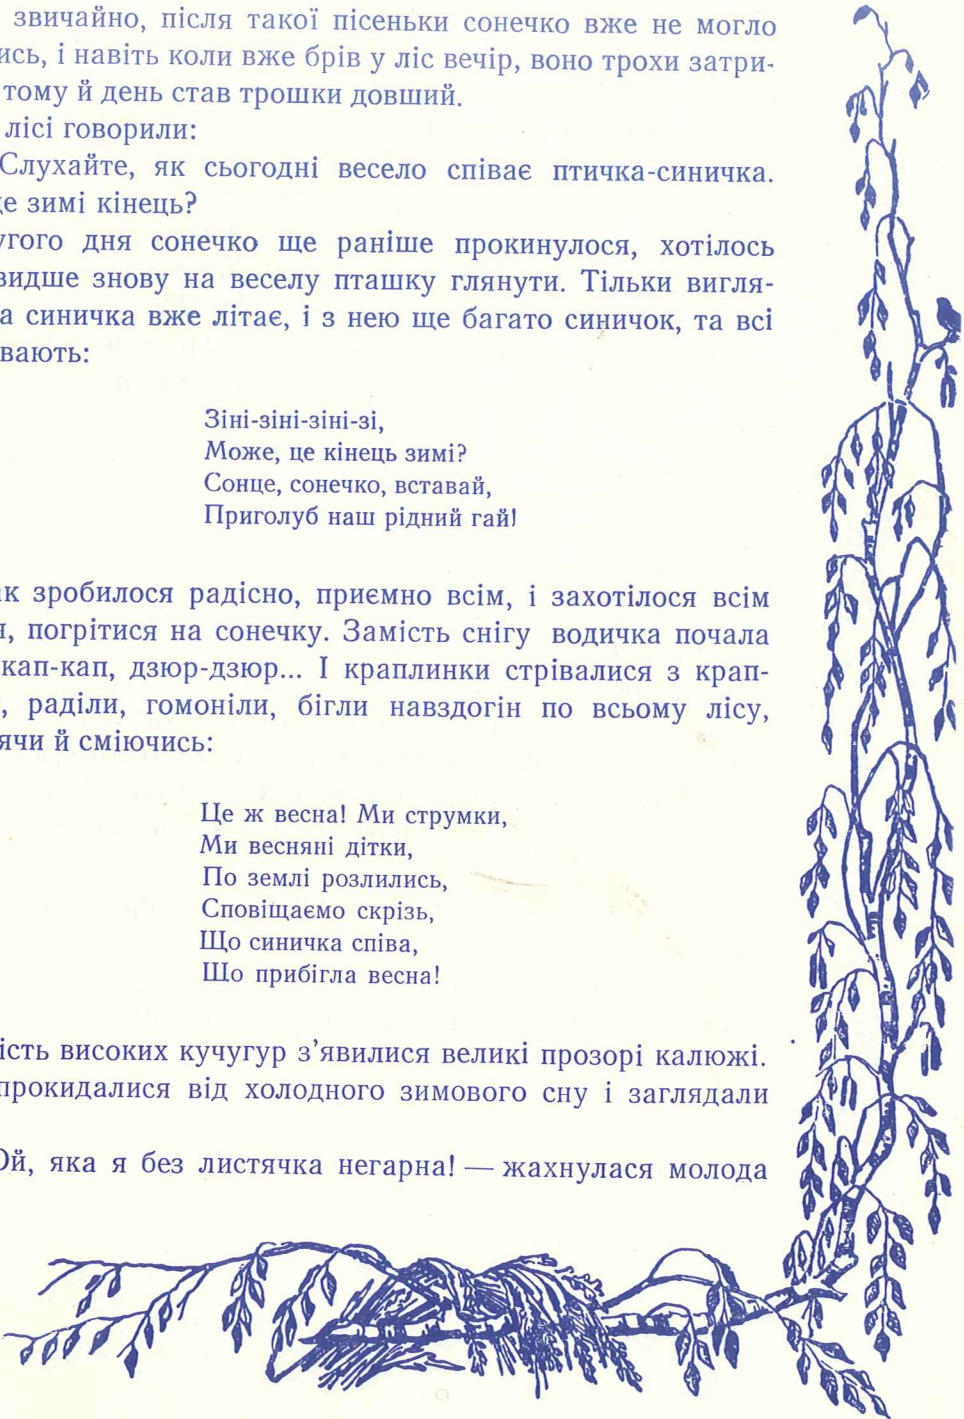 звичайно, після такої пісеньки сонечко вже не могло
ись, і навіть коли вже брів у ліс вечір, воно трохи затри-
тому й день став трошки довший.
лісі говорили:
Слухайте, як сьогодні весело співає птичка-синичка.
це зимі кінець?
угого дня сонечко ще раніше прокинулося, хотілось
видше знову на веселу пташку глянути. Тільки вигля-
а синичка вже літає, і з нею ще багато синичок, та всі
вають:
Зіні-зіні-зіні-зі,
Може, це кінець зимі?
Сонце, сонечко, вставай,
Приголуб наш рідний гай!
ак зробилося радісно, приємно всім, і захотілося всім
я, погрітися на сонечку. Замість снігу водичка почала
кап-кап, дзюр-дзюр... І краплинки стрівалися з крап-
, раділи, гомоніли, бігли навздогін по всьому лісу,
ячи й сміючись:
Це ж весна! Ми струмки,
Ми весняні дітки,
По землі розлились,
Сповіщаємо скрізь,
Що синичка співа,
Шо прибігла весна!
ість високих кучугур з’явилися великі прозорі калюжі.
прокидалися від холодного зимового сну і заглядали
Ой, яка я без листячка негарна! — жахнулася молода